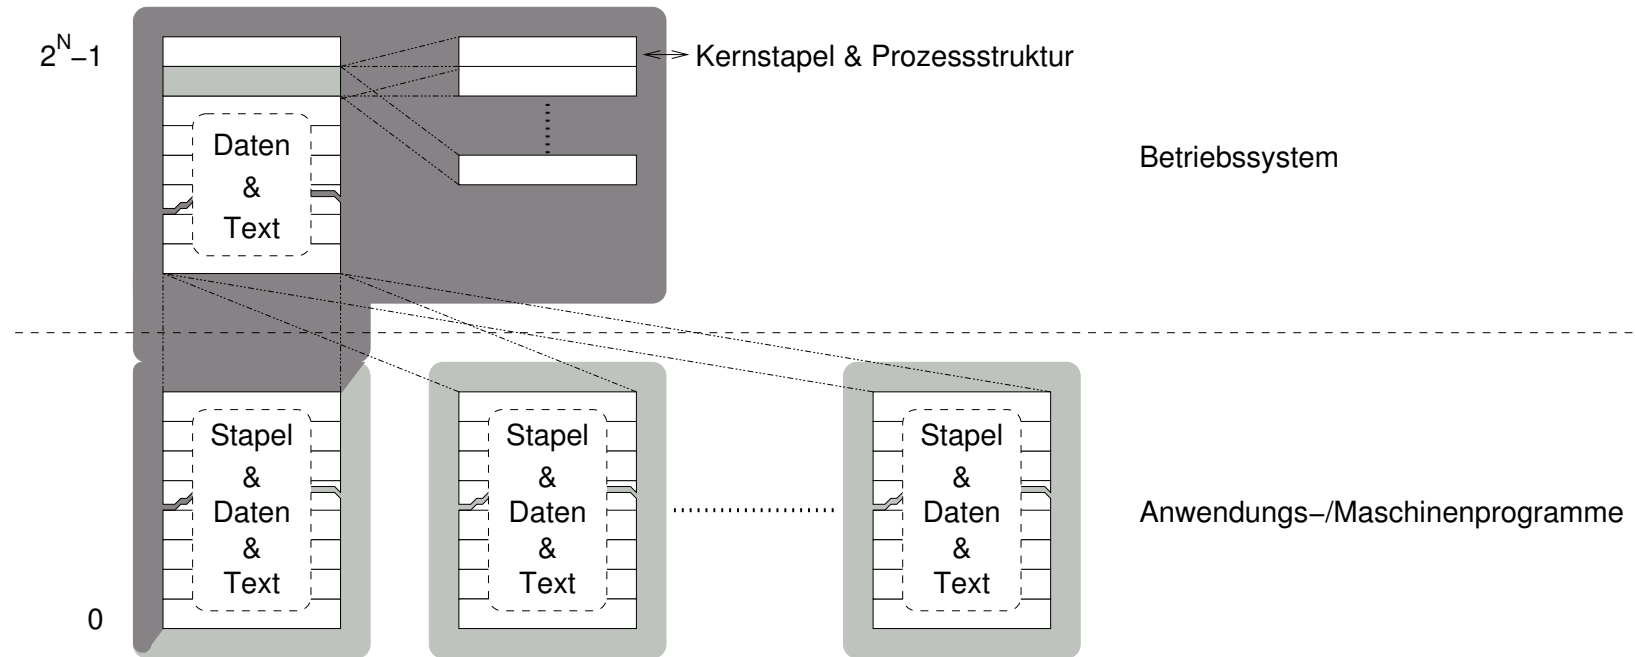 2^N–1
Kernstapel & Prozessstruktur
Daten
&
Text
Betriebssystem
Stapel
&
Daten
&
Text
Stapel
&
Daten
&
Text
Stapel
&
Daten
&
Text
Anwendungs–/Maschinenprogramme
0